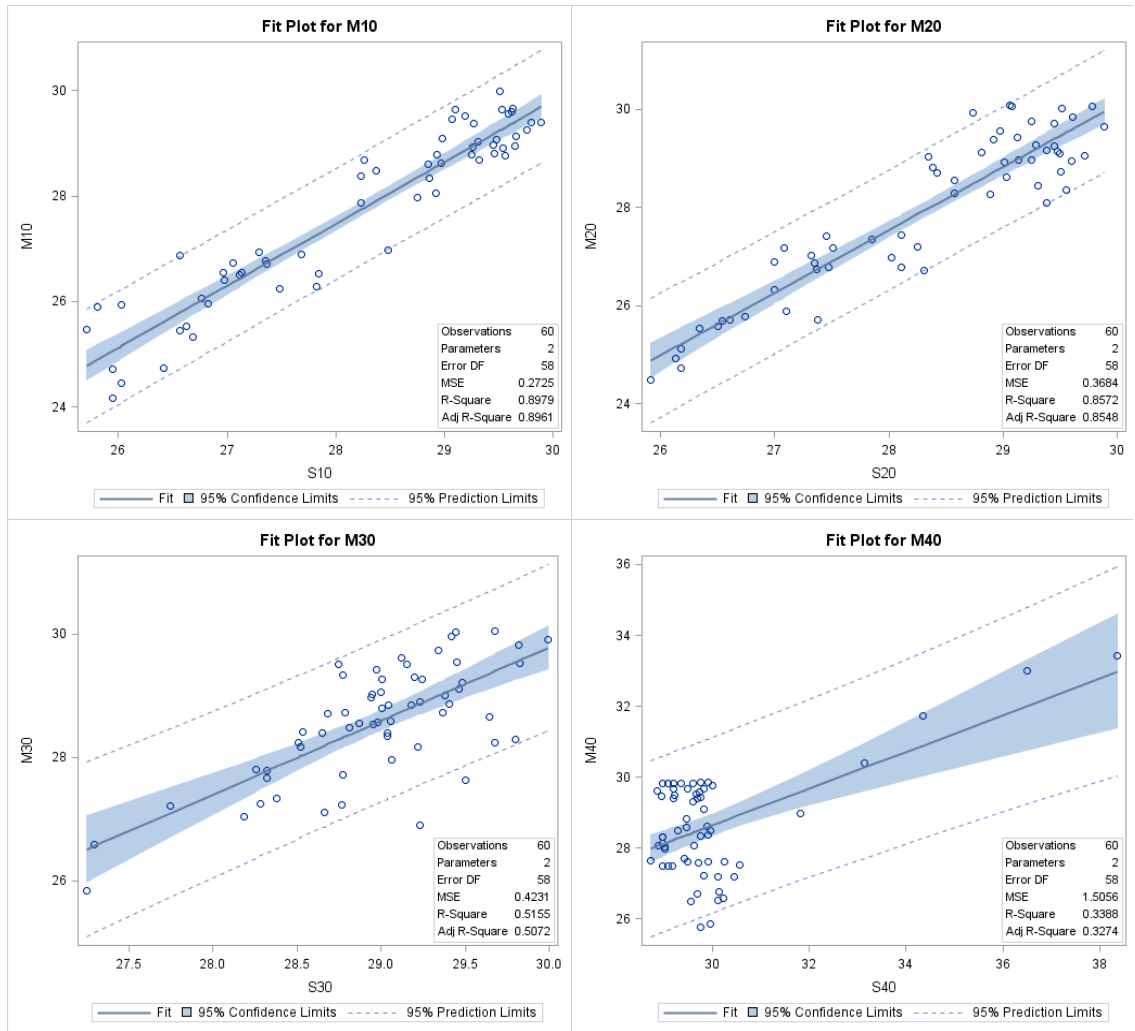 Fit Plot for M10
M10
30
28
26
24
Observations 60
Parameters 2
Error DF 58
MSE 0.2725
R-Square 0.8979
Adj R-Square 0.8961
26 27 28 29 30
S10
Fit 95% Confidence Limits 95% Prediction Limits
Fit Plot for M20
M20
30
28
26
24
Observations 60
Parameters 2
Error DF 58
MSE 0.3684
R-Square 0.8572
Adj R-Square 0.8548
26 27 28 29 30
S20
Fit 95% Confidence Limits 95% Prediction Limits
Fit Plot for M30
M30
30
28
26
Observations 60
Parameters 2
Error DF 58
MSE 0.4231
R-Square 0.5155
Adj R-Square 0.5072
27.5 28.0 28.5 29.0 29.5 30.0
S30
Fit 95% Confidence Limits 95% Prediction Limits
Fit Plot for M40
M40
36
34
32
30
28
26
Observations 60
Parameters 2
Error DF 58
MSE 1.5056
R-Square 0.3388
Adj R-Square 0.3274
30 32 34 36 38
S40
Fit 95% Confidence Limits 95% Prediction Limits